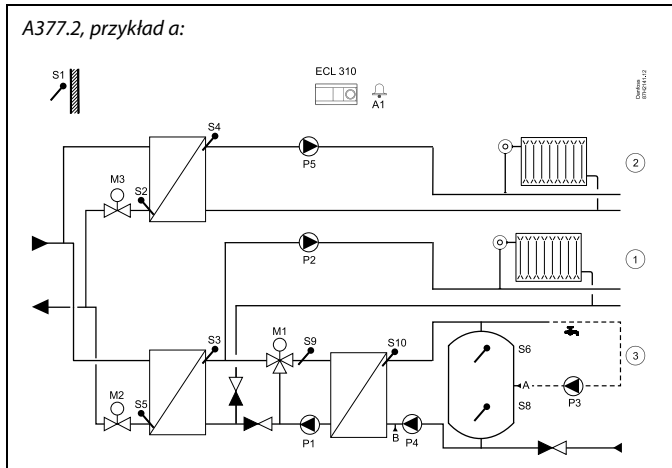 A377.2, przykład a:
ECL 310
S1
A1
Danfoss
S4
P5
2
M3
S2
P2
1
M1
S3
S9
S10
S6
3
A
M2
S5
P1
B
P4
S8
P3